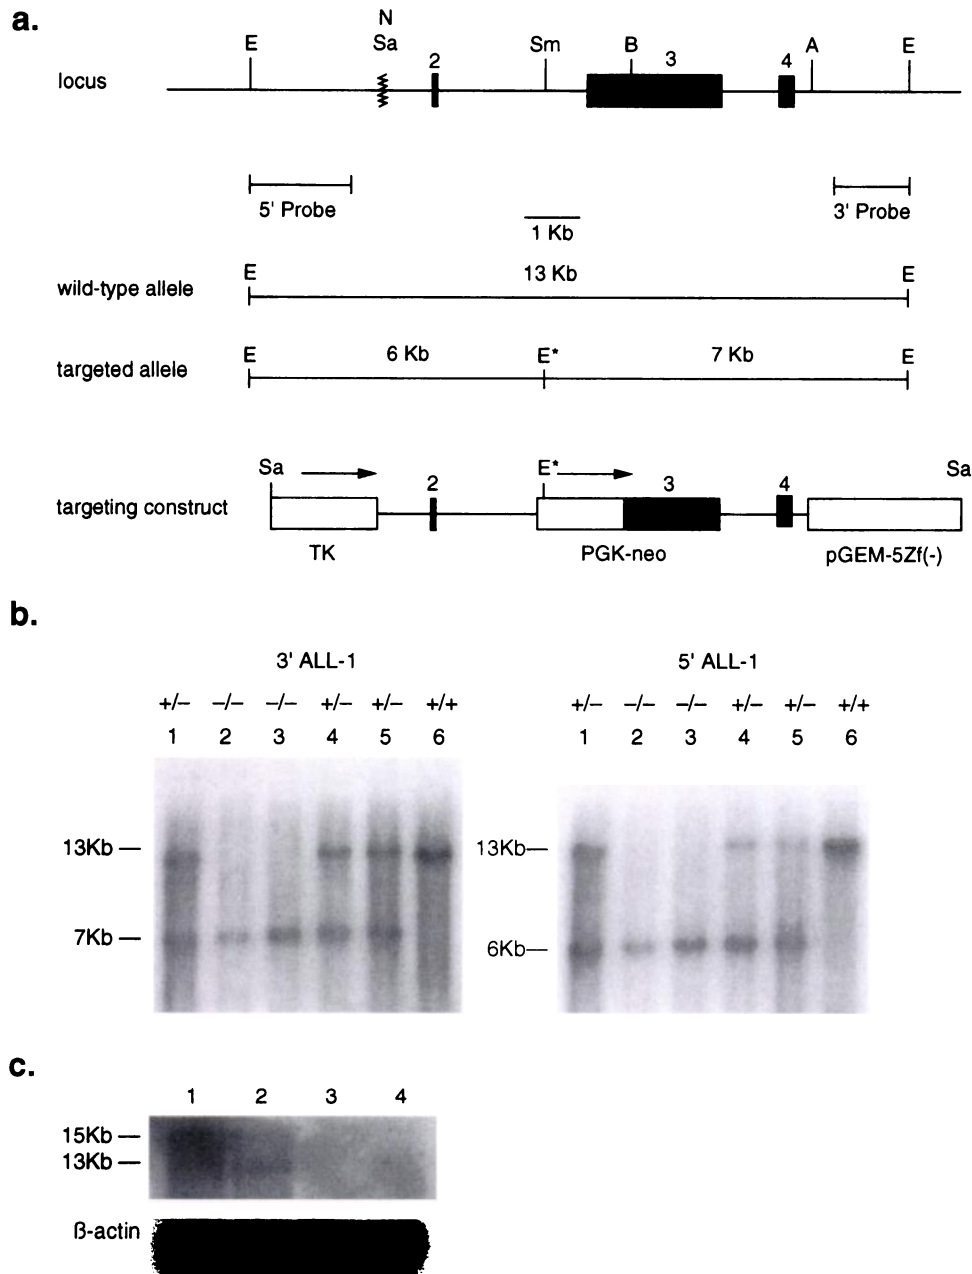 a.
N
E Sa 2 Sm B 3 4 A E
locus
5' Probe 3' Probe
1 Kb
E 13 Kb E
wild-type allele
E 6 Kb E* 7 Kb E
targeted allele
Sa 2 E* 3 4 Sa
targeting construct
TK PGK-neo pGEM-5Zf(-)
b.
3' ALL-1 5' ALL-1
+/– –/– –/– +/– +/– +/+ +/– –/– –/– +/– +/– +/+
1 2 3 4 5 6 1 2 3 4 5 6
13Kb 13Kb
7Kb 6Kb
c.
1 2 3 4
15Kb
13Kb
ß-actin